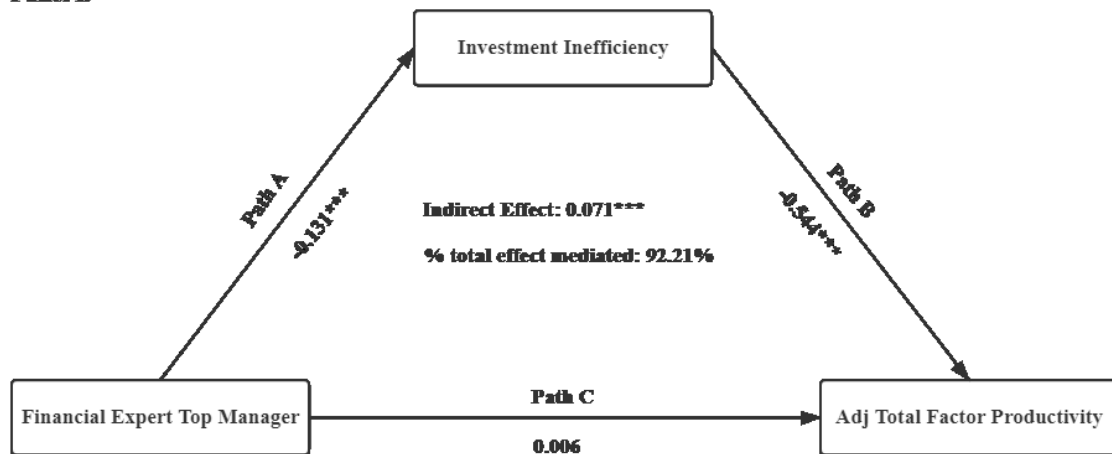 Investment Inefficiency
Path A
-0.131***
Path B
-0.544***
Indirect Effect: 0.071***
% total effect mediated: 92.21%
Financial Expert Top Manager
Path C
0.006
Adj Total Factor Productivity